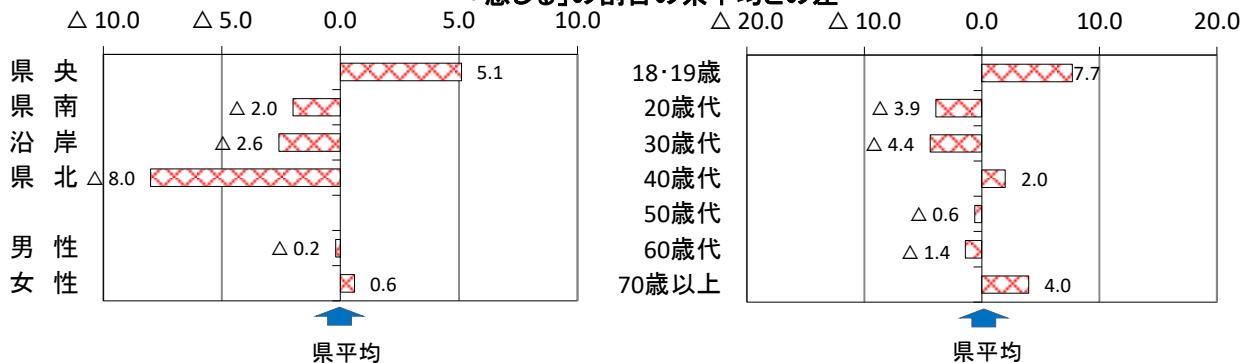 「感じる」の割合の県平均との差
△ 10.0 △ 5.0 0.0 5.0 10.0
県 央 5.1
県 南 △ 2.0
沿 岸 △ 2.6
県 北 △ 8.0
男 性 △ 0.2
女 性 0.6
県平均
△ 20.0 △ 10.0 0.0 10.0 20.0
18・19歳 7.7
20歳代 △ 3.9
30歳代 △ 4.4
40歳代 2.0
50歳代 △ 0.6
60歳代 △ 1.4
70歳以上 4.0
県平均